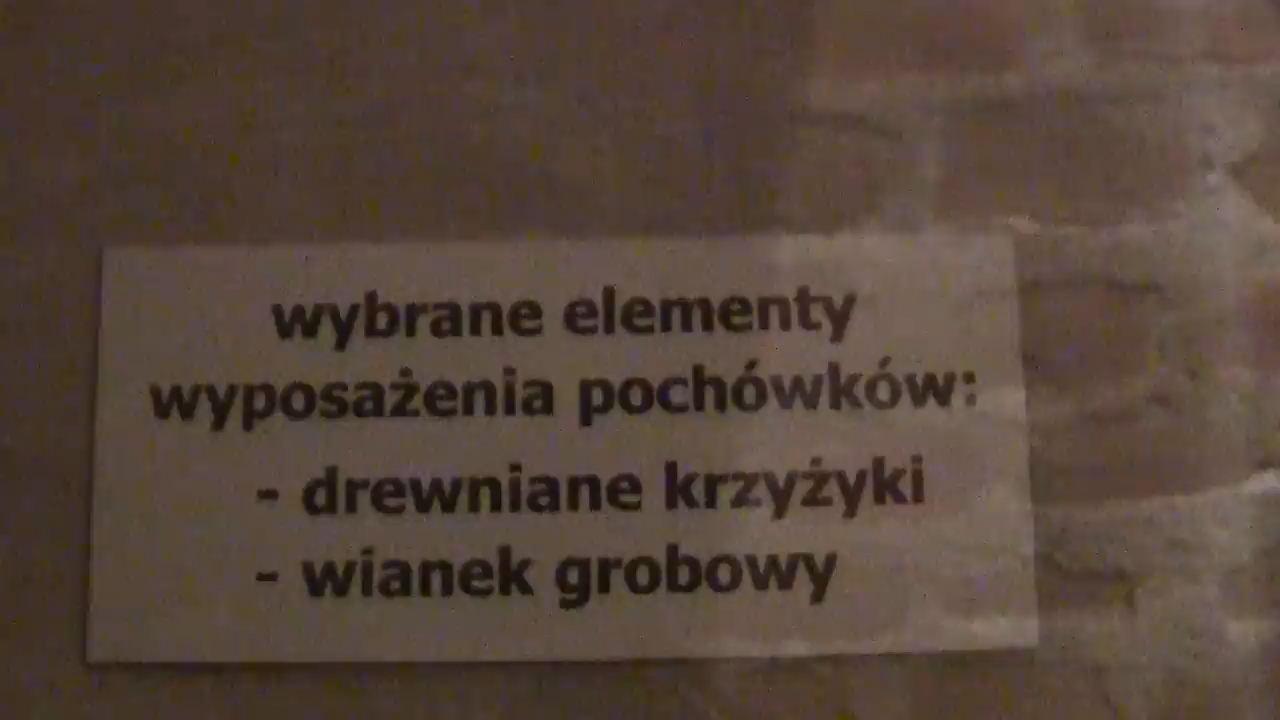 wybrane elementy
wyposażenia pochówków:
- drewniane krzyżyki
- wianek grobowy